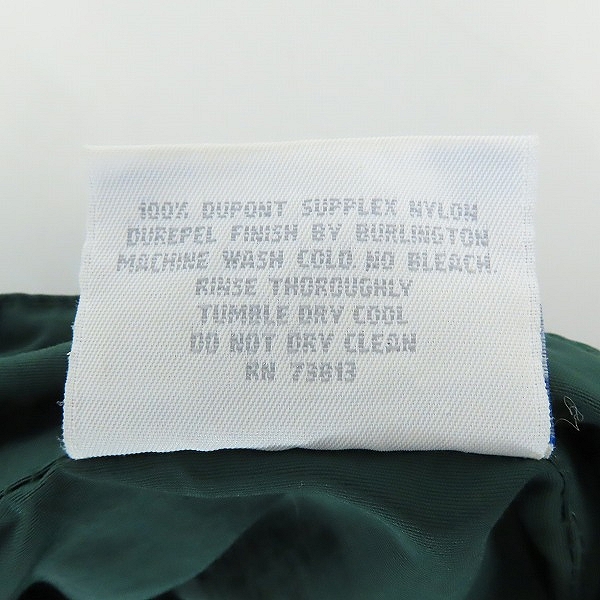 100% DUPONT SUPPLEX NYLON
DUREPEL FINISH BY BURLINGTON
MACHINE WASH COLD. NO BLEACH.
RINSE THOROUGHLY
TUMBLE DRY COOL
DO NOT DRY CLEAN
RN 73813